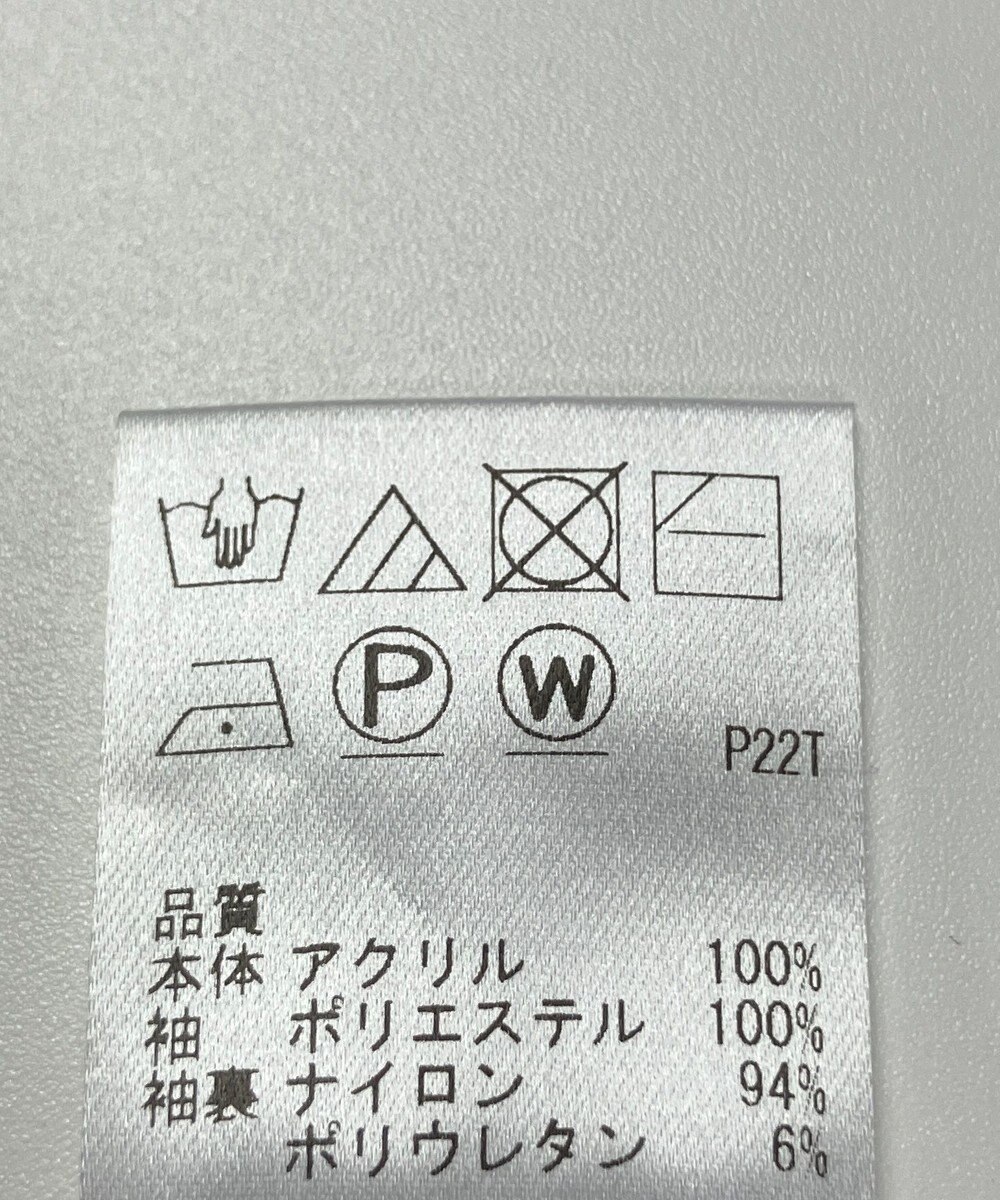 P W
P22T
品質
本体 アクリル 100%
袖 ポリエステル 100%
袖裏 ナイロン 94%
ポリウレタン 6%